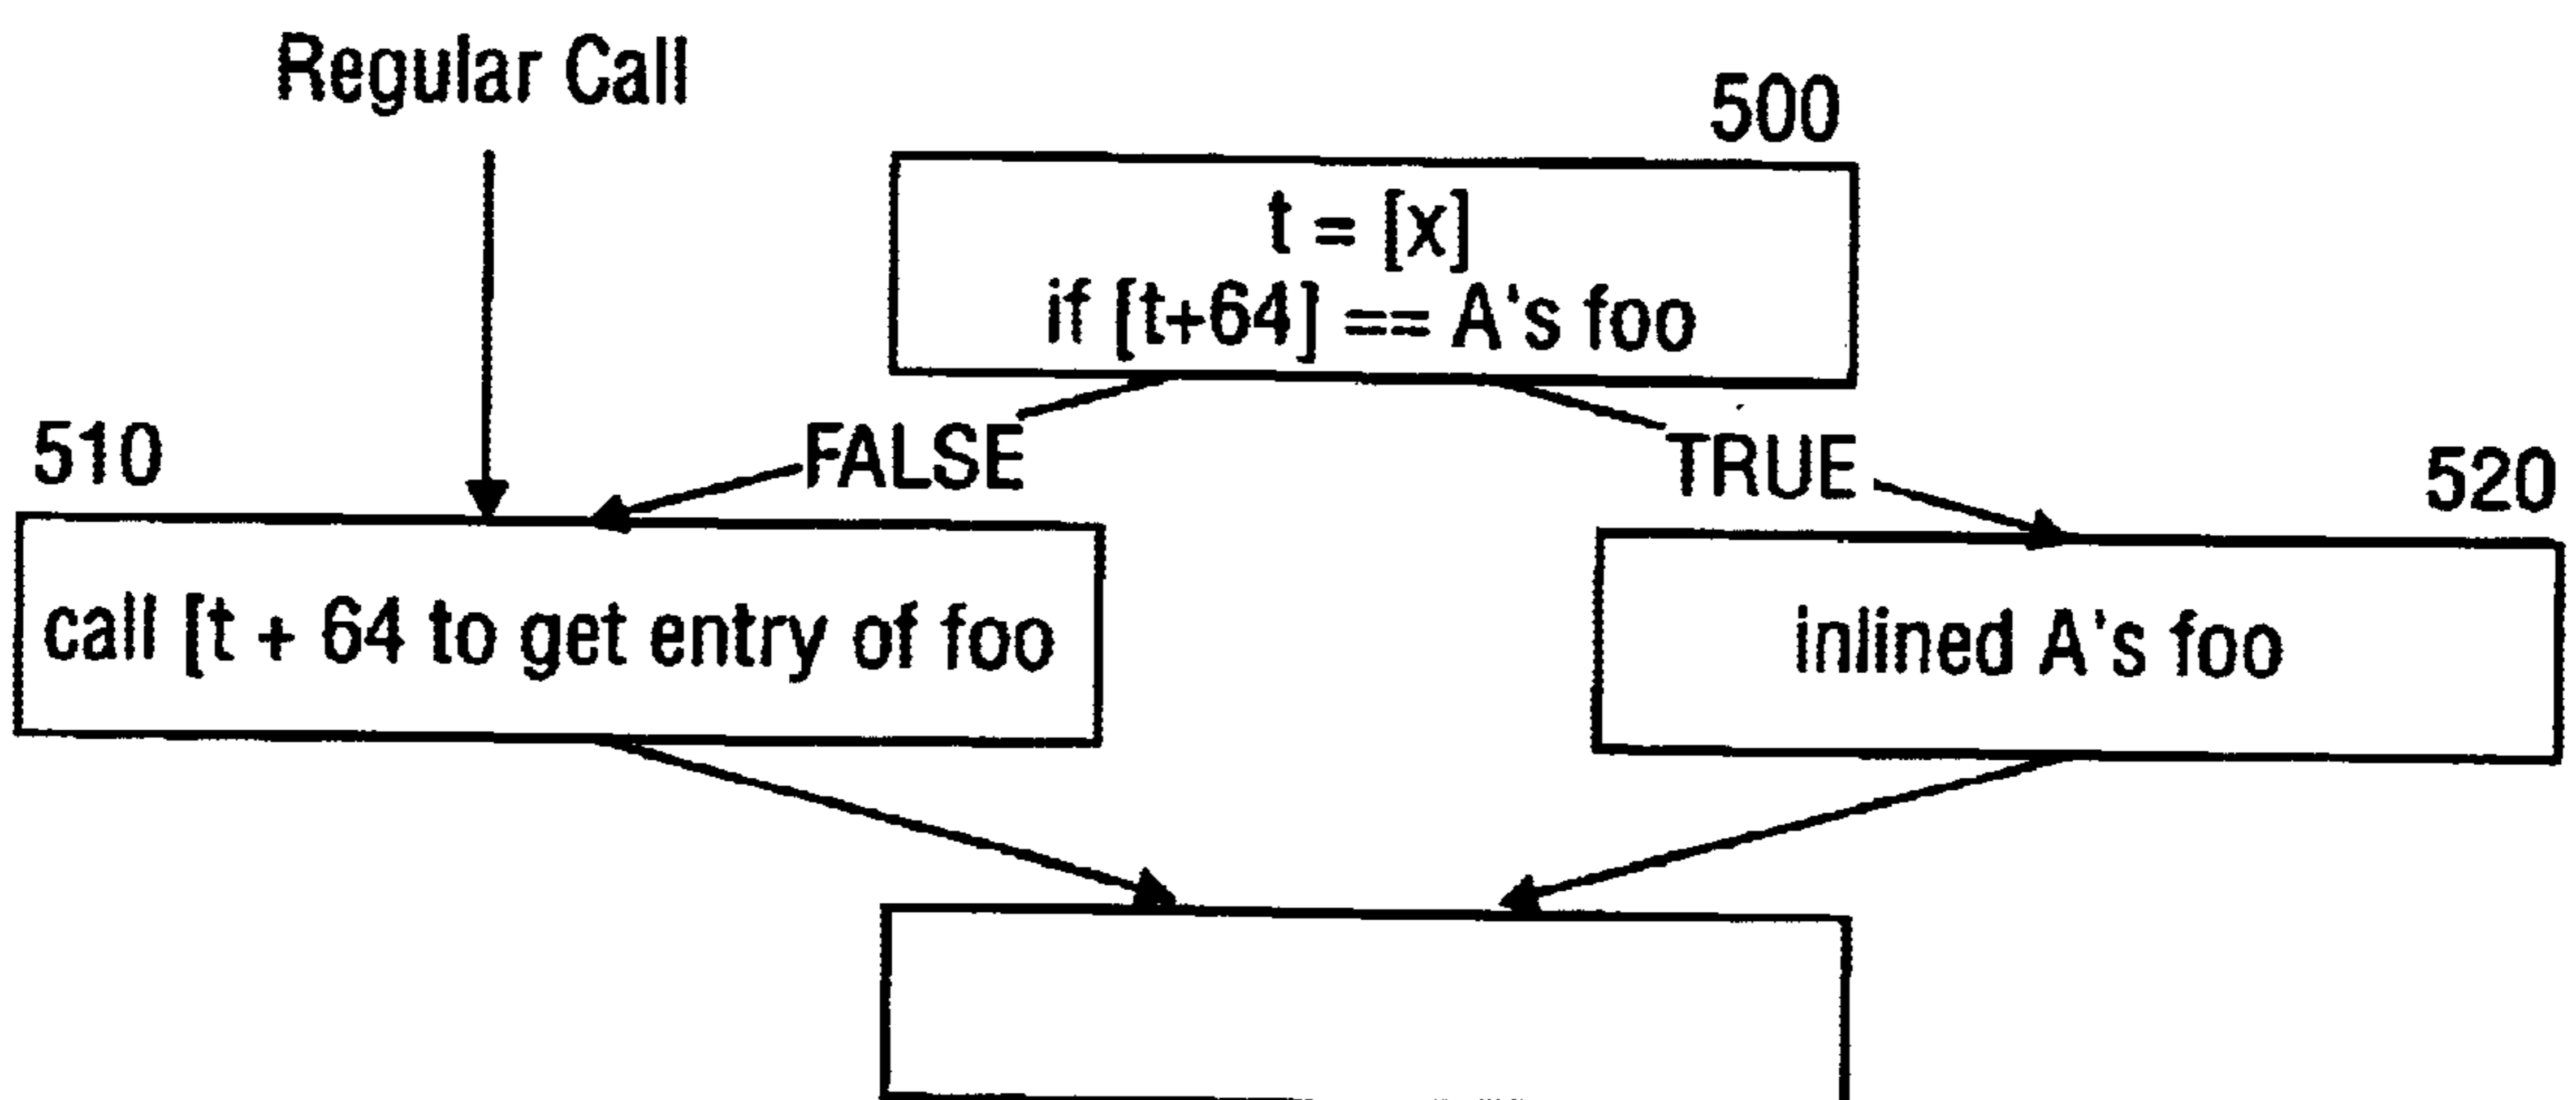 Regular Call
500
t = [x]
if [t+64] == A's foo
FALSE
TRUE
510
520
call [t + 64 to get entry of foo
inlined A's foo